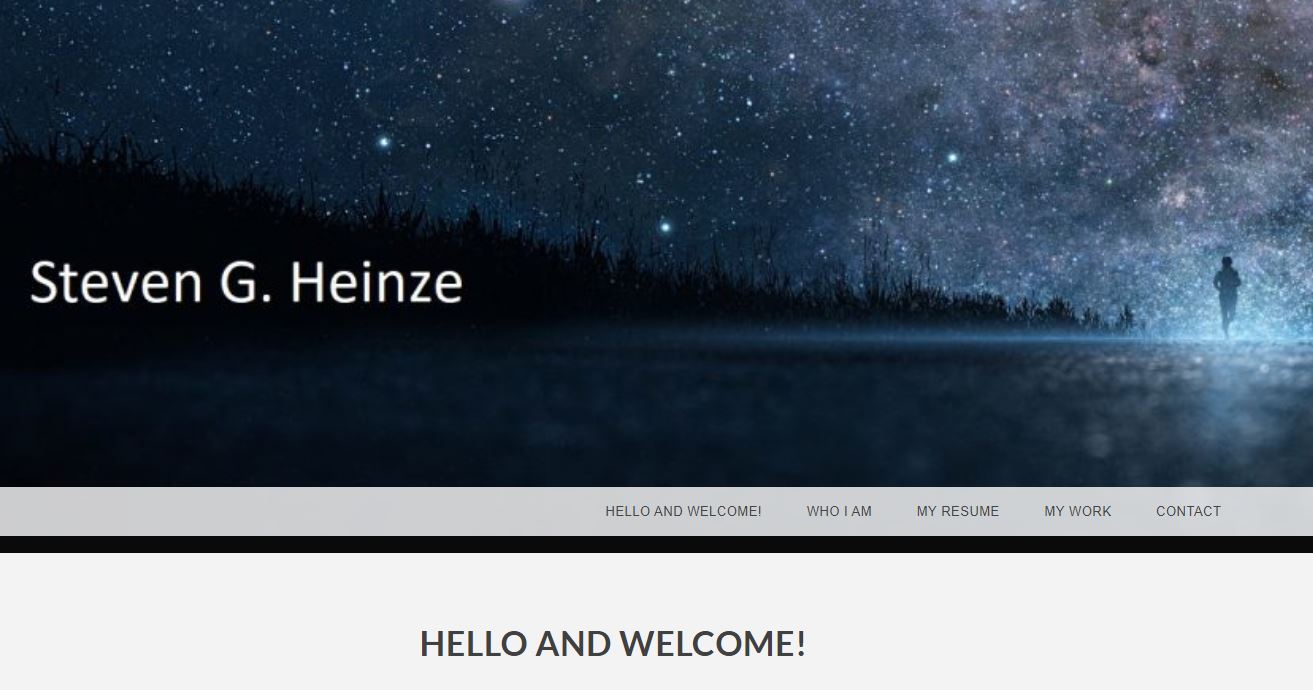 Steven G. Heinze
HELLO AND WELCOME! WHO I AM MY RESUME MY WORK CONTACT
HELLO AND WELCOME!